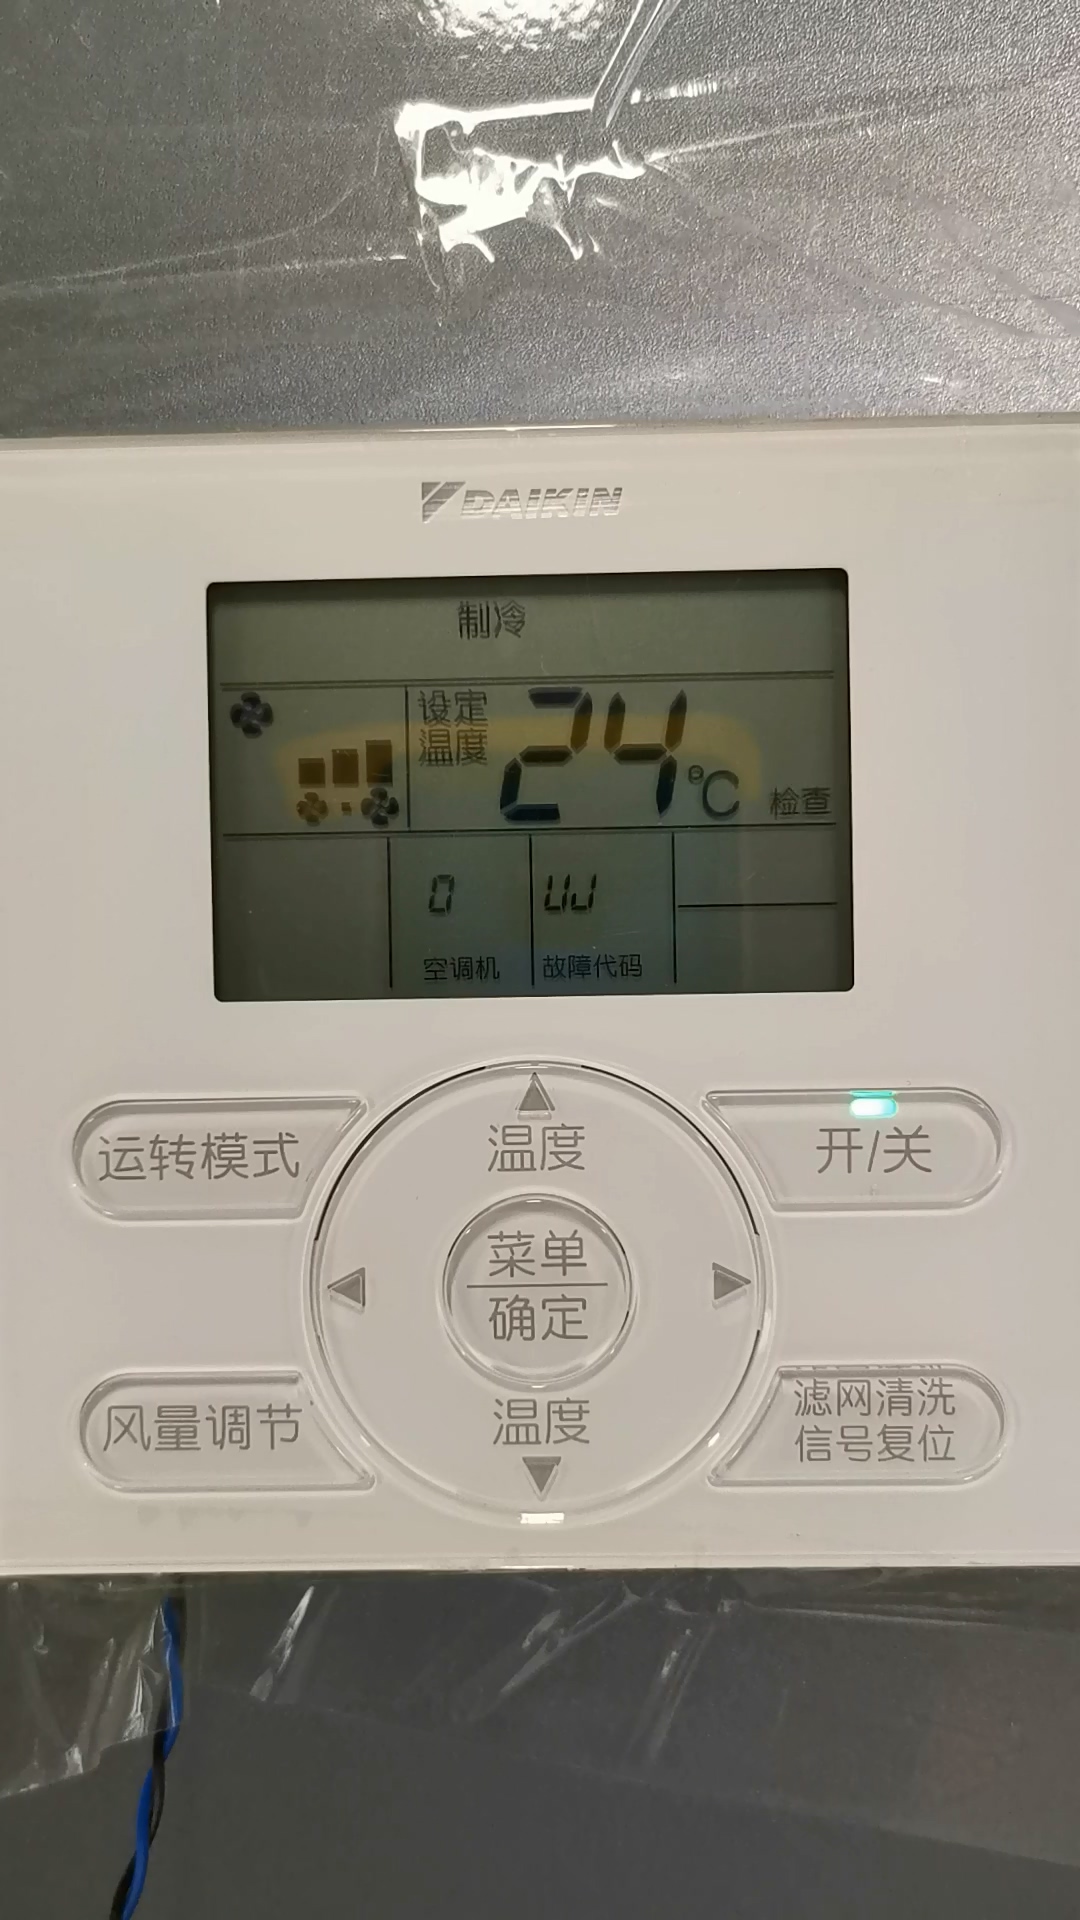 DAIKIN
制冷
设定
温度
24
℃
检查
0
UJ
空调机
故障代码
运转模式
温度
开/关
菜单
确定
风量调节
温度
滤网清洗
信号复位